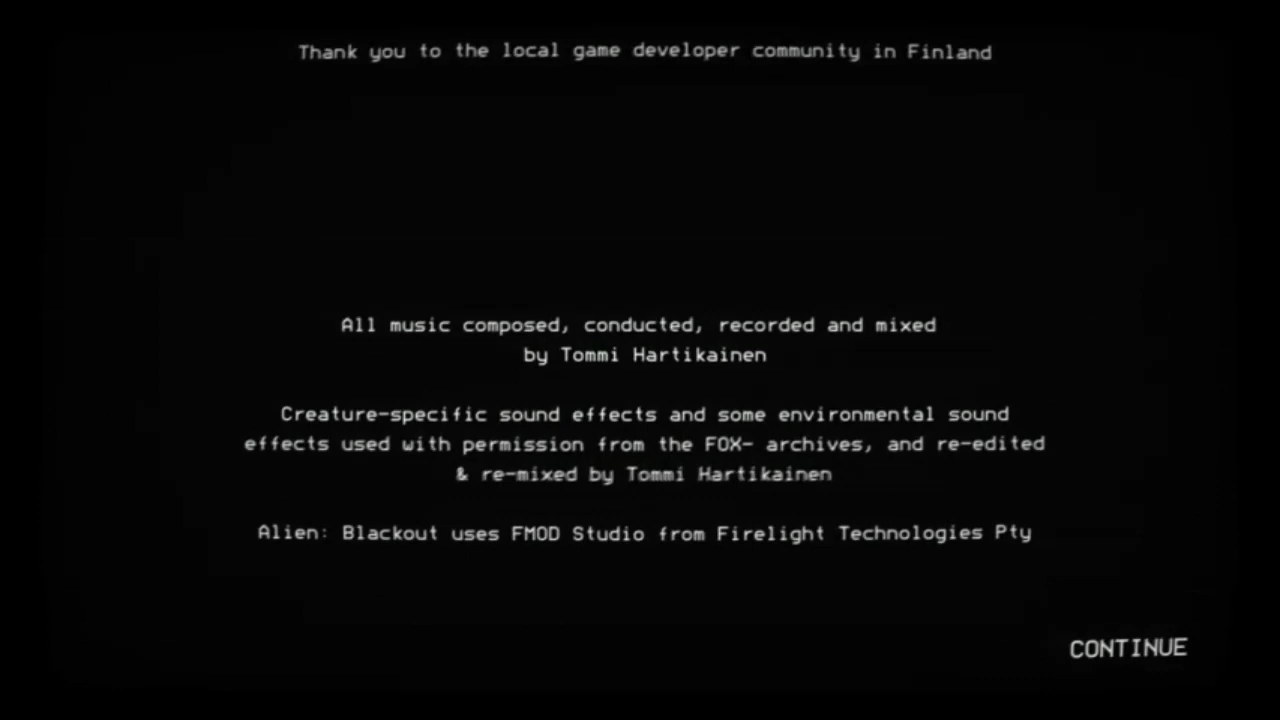 Thank you to the local game developer community in Finland
All music composed, conducted, recorded and mixed
by Tommi Hartikainen
Creature-specific sound effects and some environmental sound
effects used with permission from the FOX- archives, and re-edited
& re-mixed by Tommi Hartikainen
Alien: Blackout uses FMOD Studio from Firelight Technologies Pty
CONTINUE